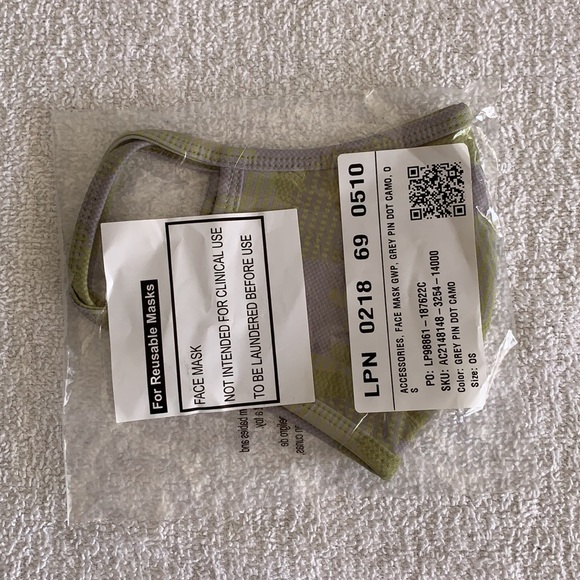 For Reusable Masks
FACE MASK
NOT INTENDED FOR CLINICAL USE
TO BE LAUNDERED BEFORE USE
LPN 0218 69 0510
ACCESSORIES, FACE MASK GWP, GREY PIN DOT CAMO, O
S
PO: LP98861-187622C
SKU: AC2148148-3254-14000
Color: GREY PIN DOT CAMO
Size: OS